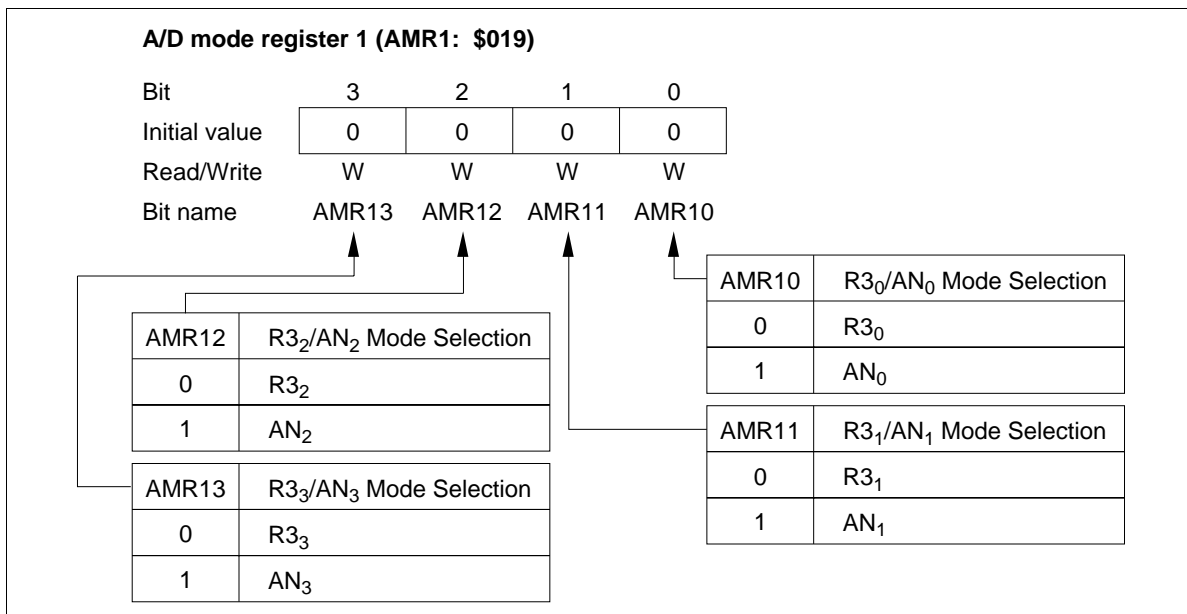 A/D mode register 1 (AMR1: $019)
Bit 3 2 1 0
Initial value 0 0 0 0
Read/Write W W W W
Bit name AMR13 AMR12 AMR11 AMR10
AMR10 R3₀/AN₀ Mode Selection
0 R3₀
1 AN₀
AMR12 R3₂/AN₂ Mode Selection
0 R3₂
1 AN₂
AMR11 R3₁/AN₁ Mode Selection
0 R3₁
1 AN₁
AMR13 R3₃/AN₃ Mode Selection
0 R3₃
1 AN₃